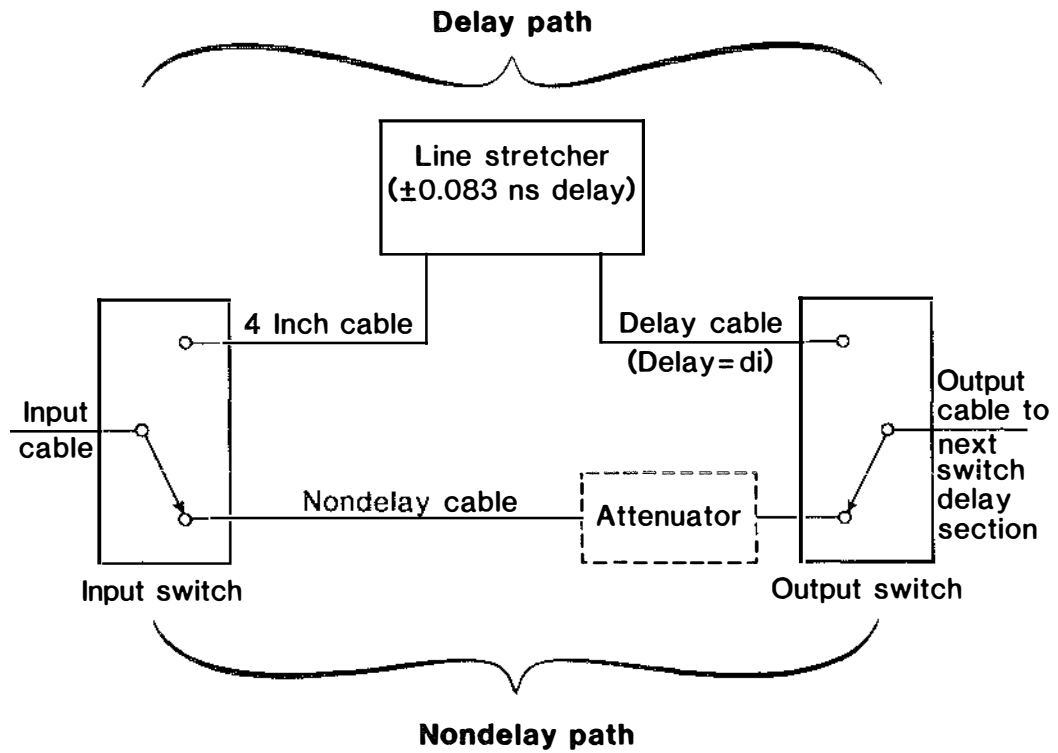 Delay path
Line stretcher
(±0.083 ns delay)
4 Inch cable
Delay cable
(Delay=di)
Input
cable
Output
cable to
next
switch
delay
section
Nondelay cable
Attenuator
Input switch
Output switch
Nondelay path